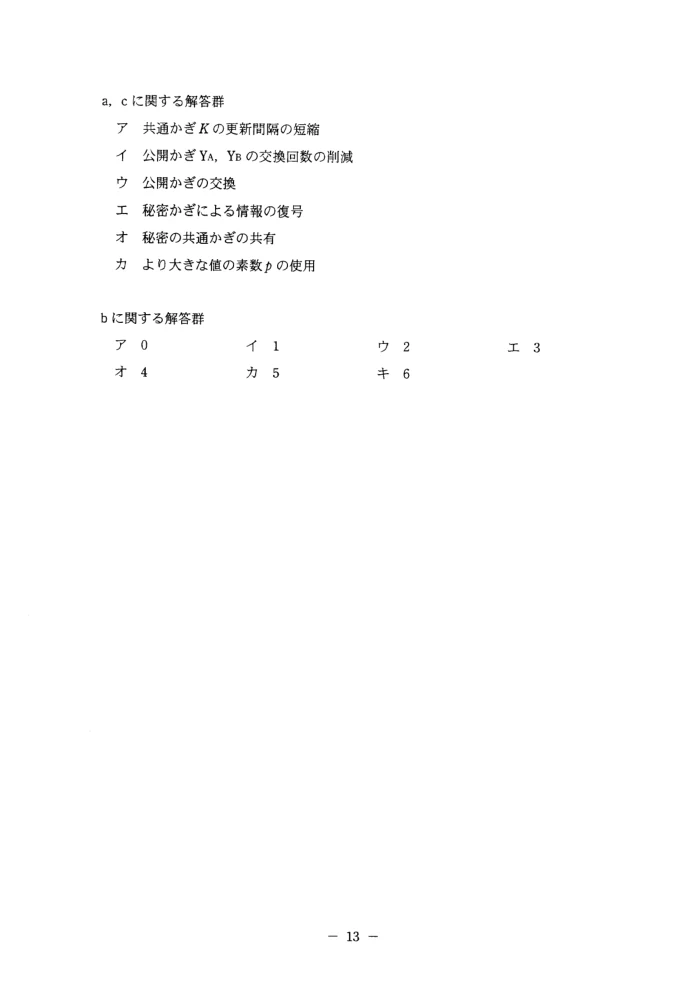 a, c に関する解答群
ア 共通かぎ K の更新間隔の短縮
イ 公開かぎ YA, YB の交換回数の削減
ウ 公開かぎの交換
エ 秘密かぎによる情報の復号
オ 秘密の共通かぎの共有
カ より大きな値の素数 p の使用
b に関する解答群
ア 0 イ 1 ウ 2 エ 3
オ 4 カ 5 キ 6
― 13 ―